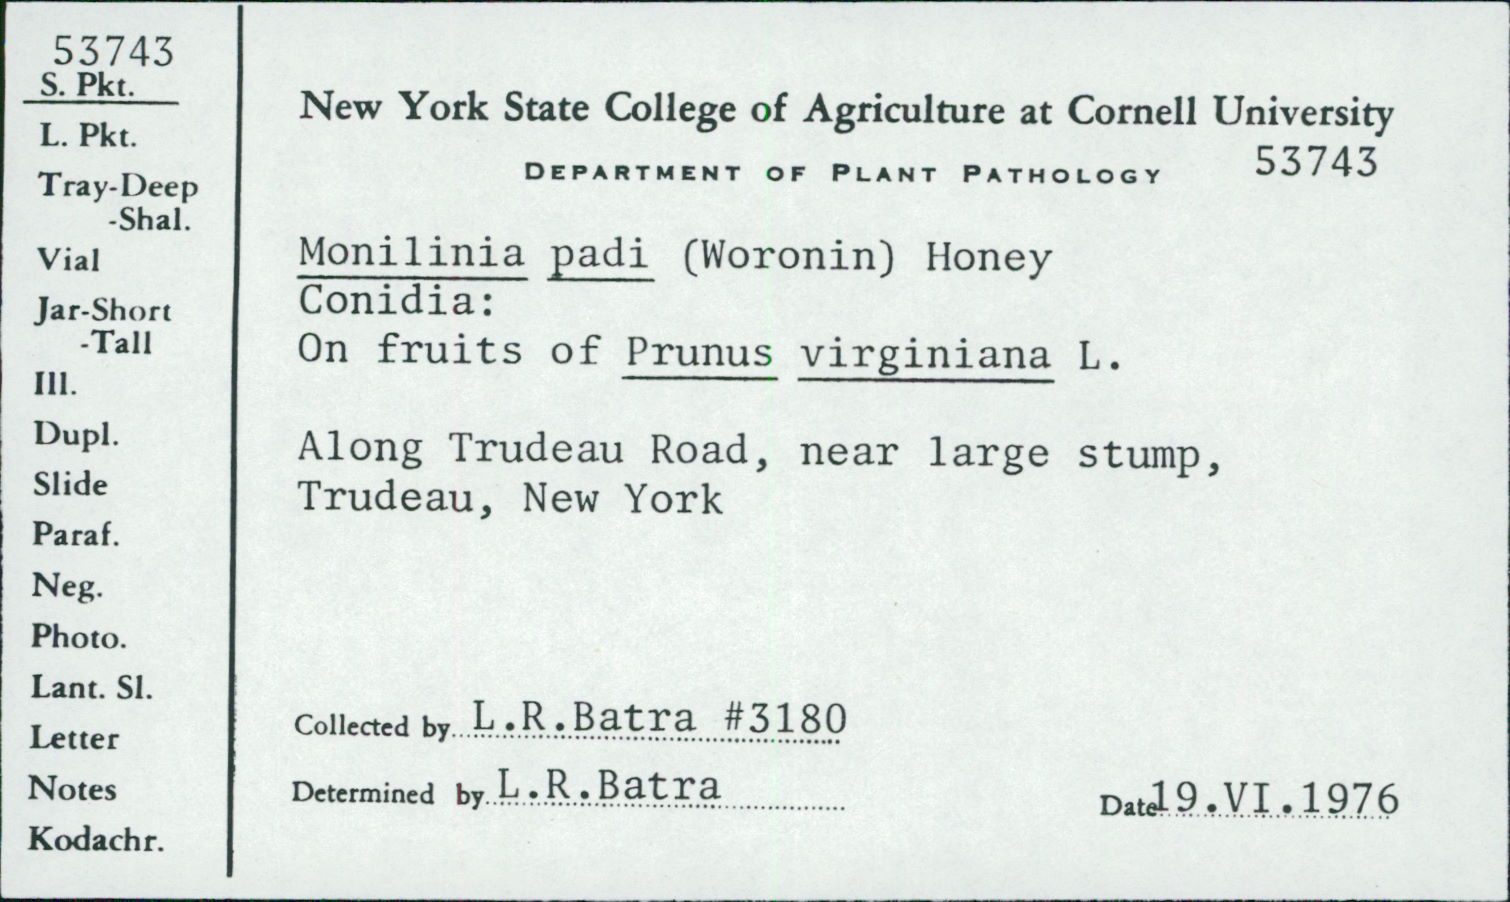 53743
S. Pkt.
L. Pkt.
Tray-Deep
-Shal.
Vial
Jar-Short
-Tall
Ill.
Dupl.
Slide
Paraf.
Neg.
Photo.
Lant. Sl.
Letter
Notes
Kodachr.
New York State College of Agriculture at Cornell University
DEPARTMENT OF PLANT PATHOLOGY 53743
Monilinia padi (Woronin) Honey
Conidia:
On fruits of Prunus virginiana L.
Along Trudeau Road, near large stump,
Trudeau, New York
Collected by L.R.Batra #3180
Determined by L.R.Batra
Date 19.VI.1976